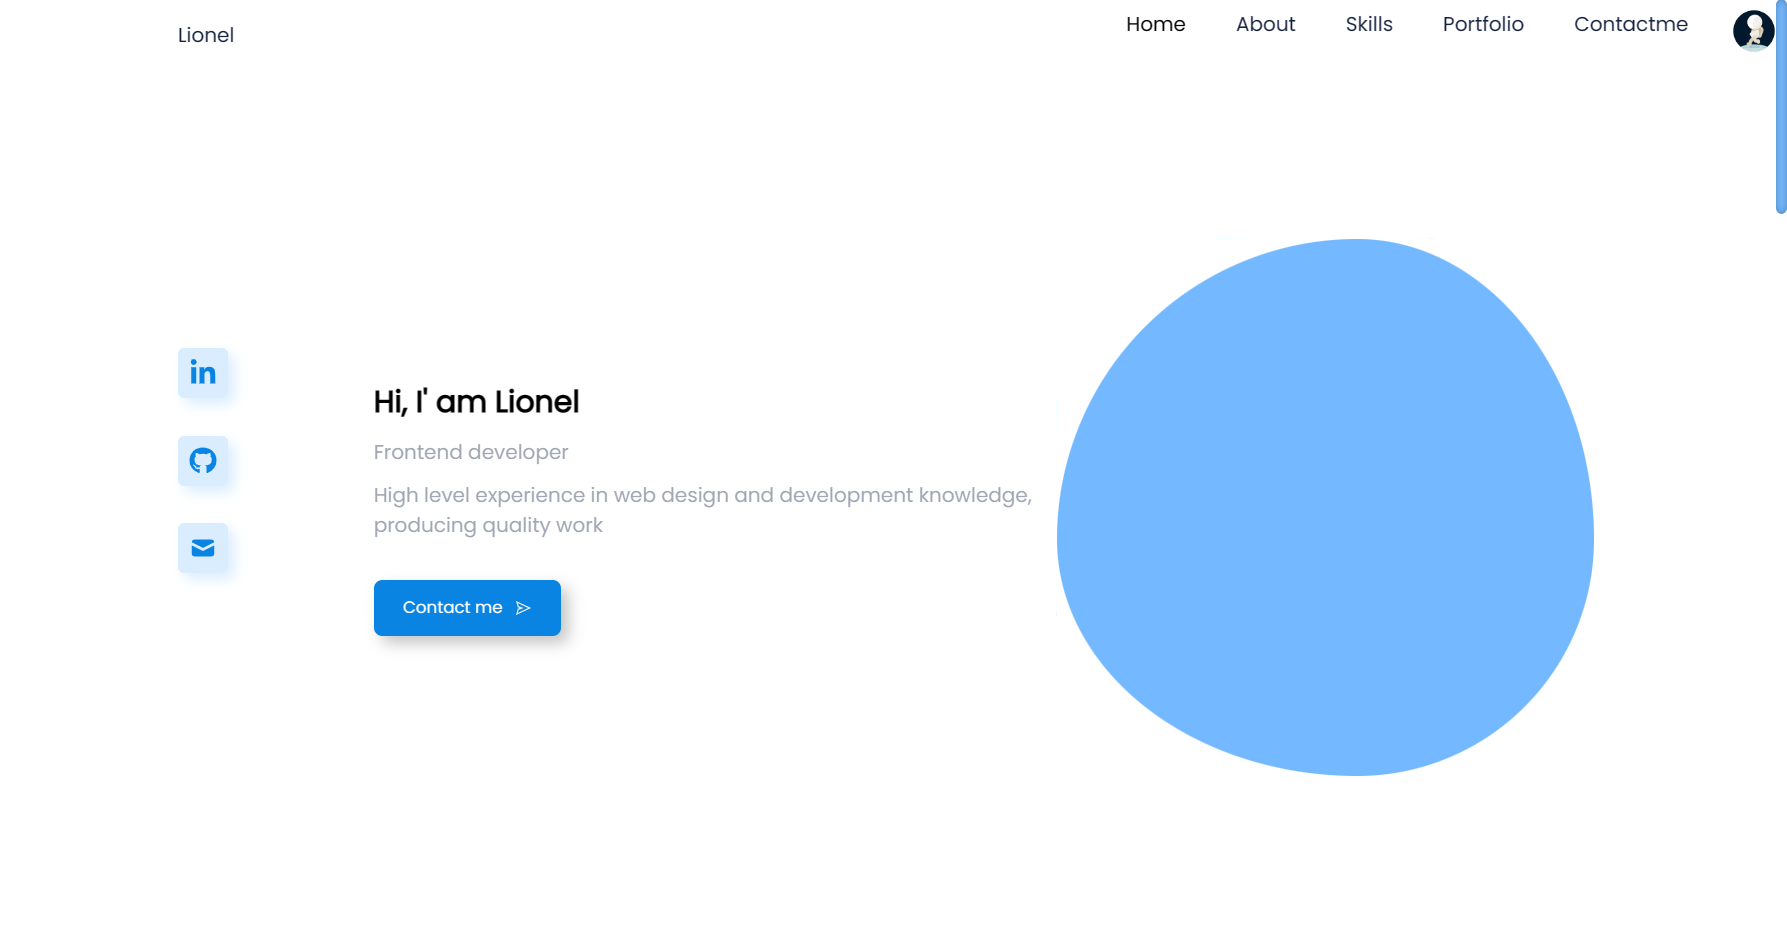 Lionel
Home
About
Skills
Portfolio
Contactme
Hi, I' am Lionel
Frontend developer
High level experience in web design and development knowledge,
producing quality work
Contact me